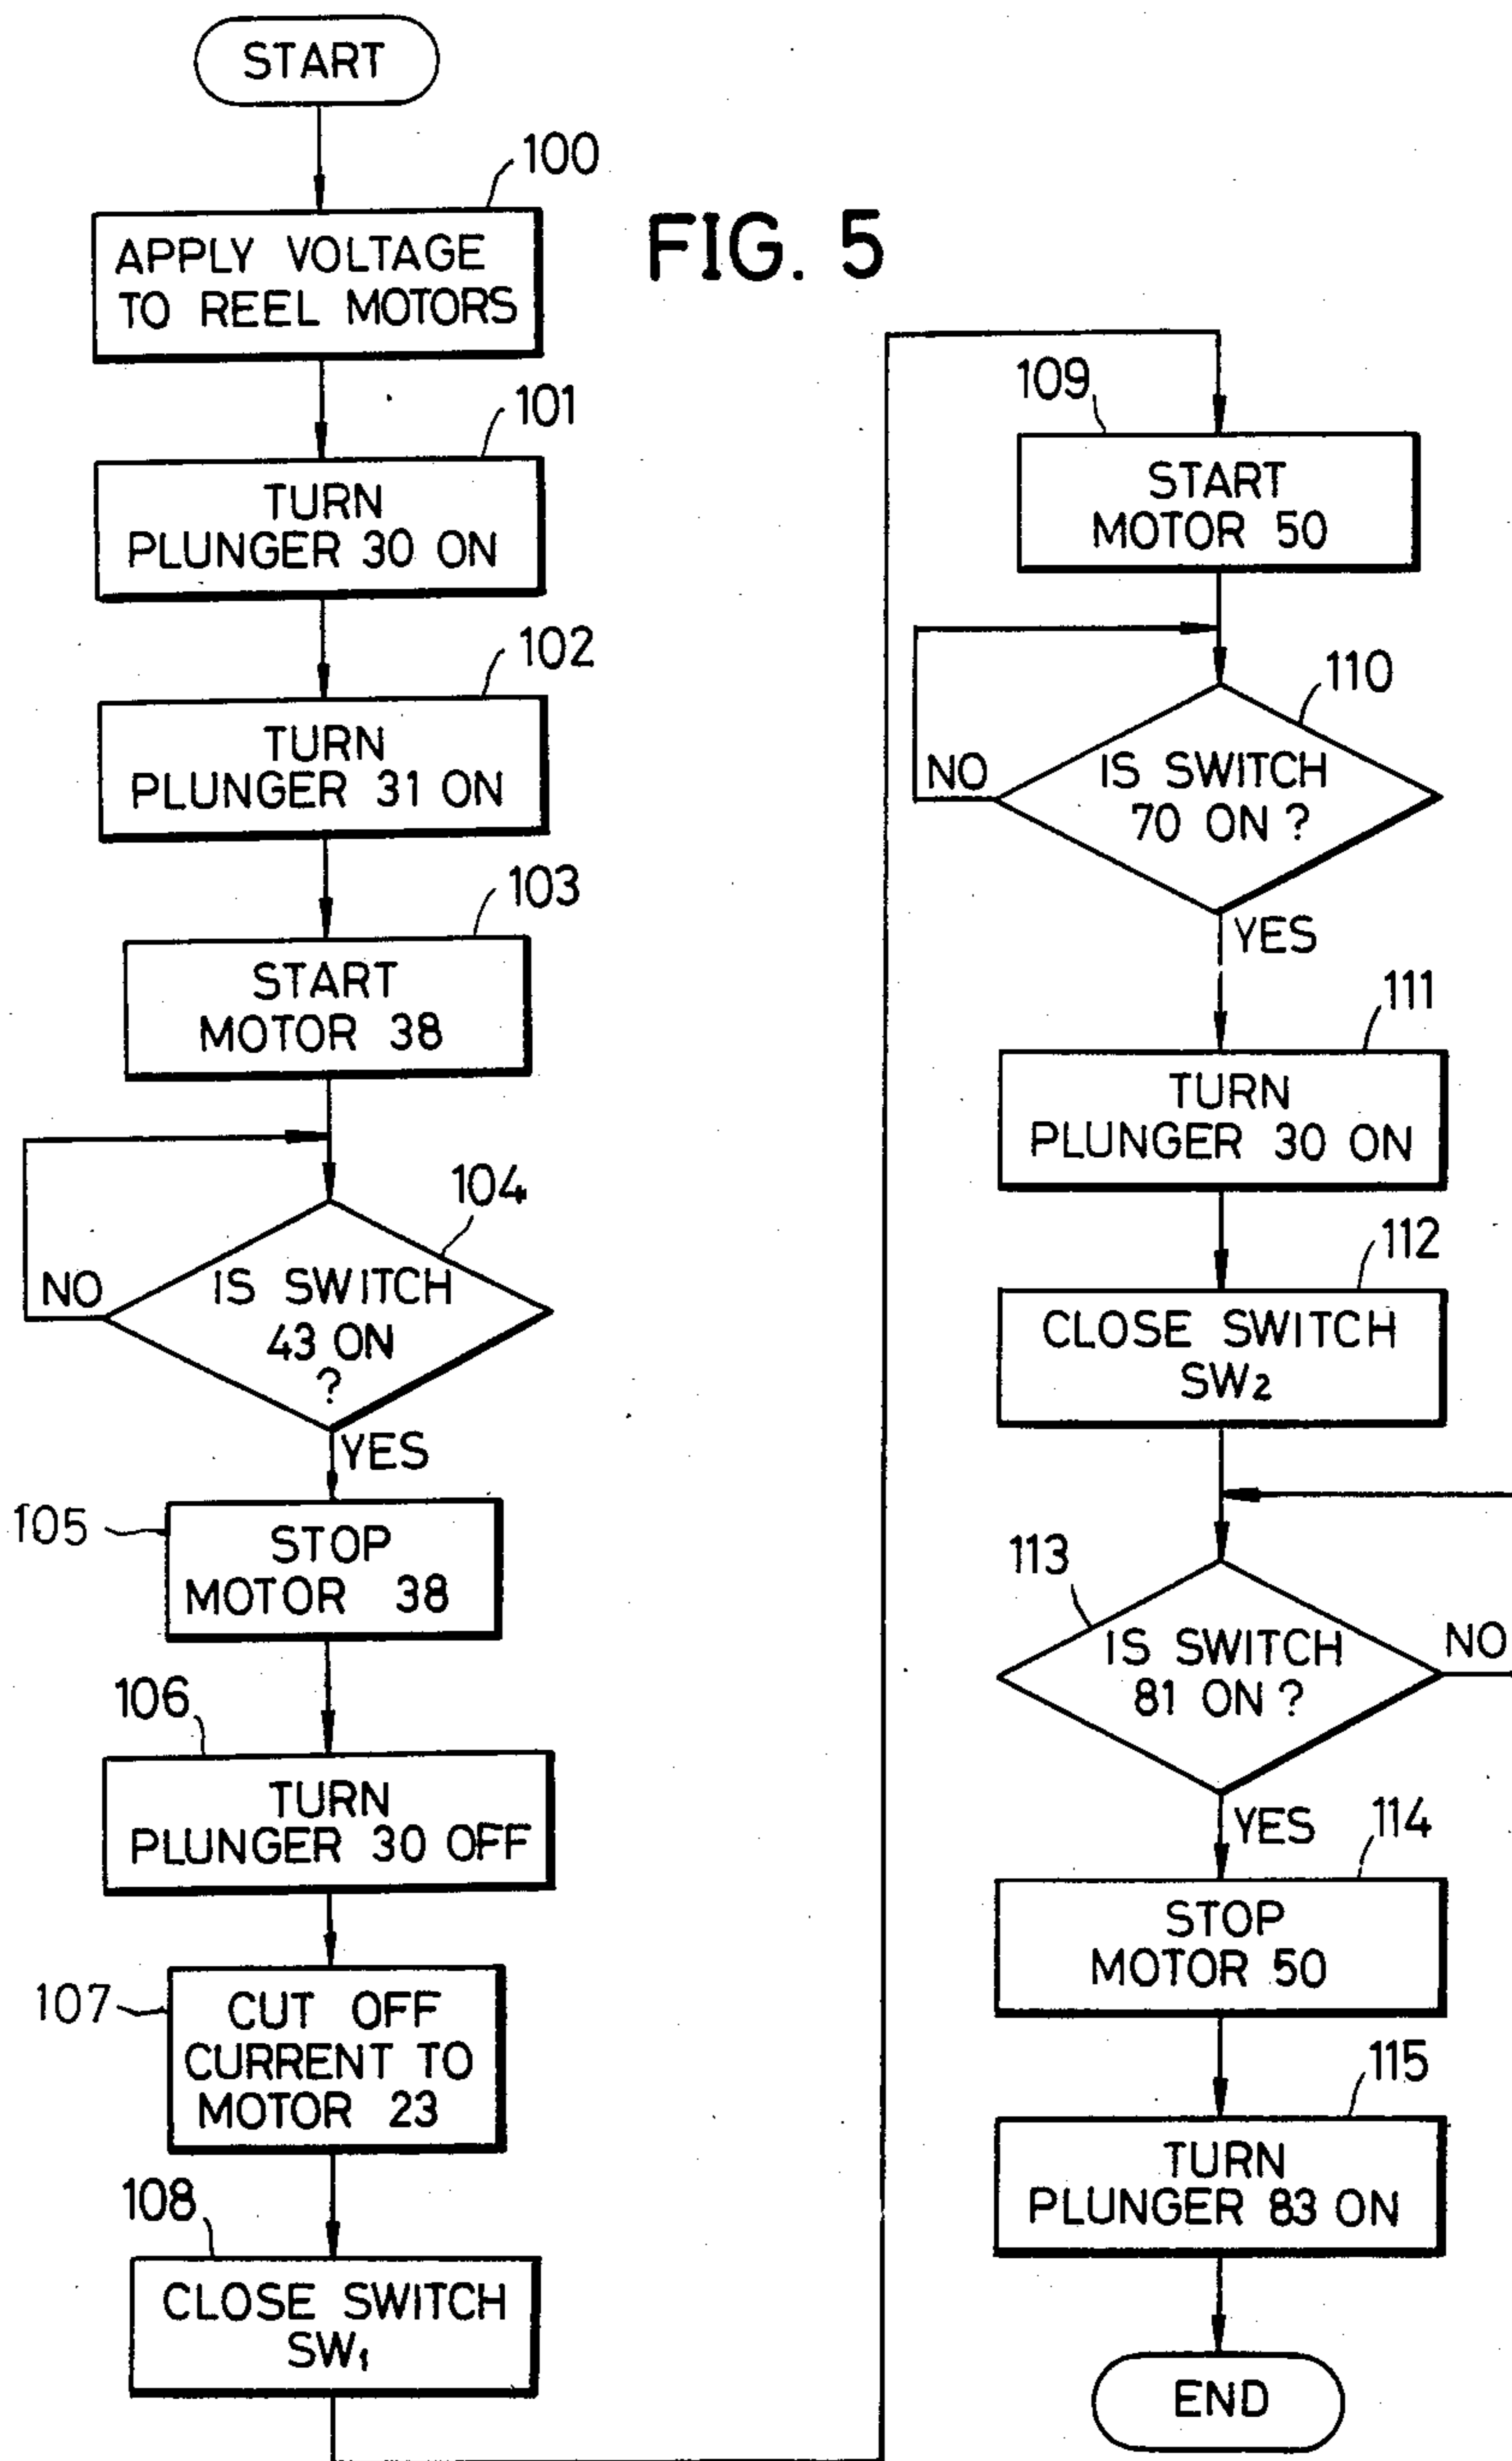 START
100
APPLY VOLTAGE
TO REEL MOTORS
FIG. 5
101
TURN
PLUNGER 30 ON
102
TURN
PLUNGER 31 ON
103
START
MOTOR 38
104
IS SWITCH
43 ON
?
NO
YES
105
STOP
MOTOR 38
106
TURN
PLUNGER 30 OFF
107
CUT OFF
CURRENT TO
MOTOR 23
108
CLOSE SWITCH
SW₁
109
START
MOTOR 50
110
IS SWITCH
70 ON ?
NO
YES
111
TURN
PLUNGER 30 ON
112
CLOSE SWITCH
SW₂
113
IS SWITCH
81 ON ?
NO
YES
114
STOP
MOTOR 50
115
TURN
PLUNGER 83 ON
END